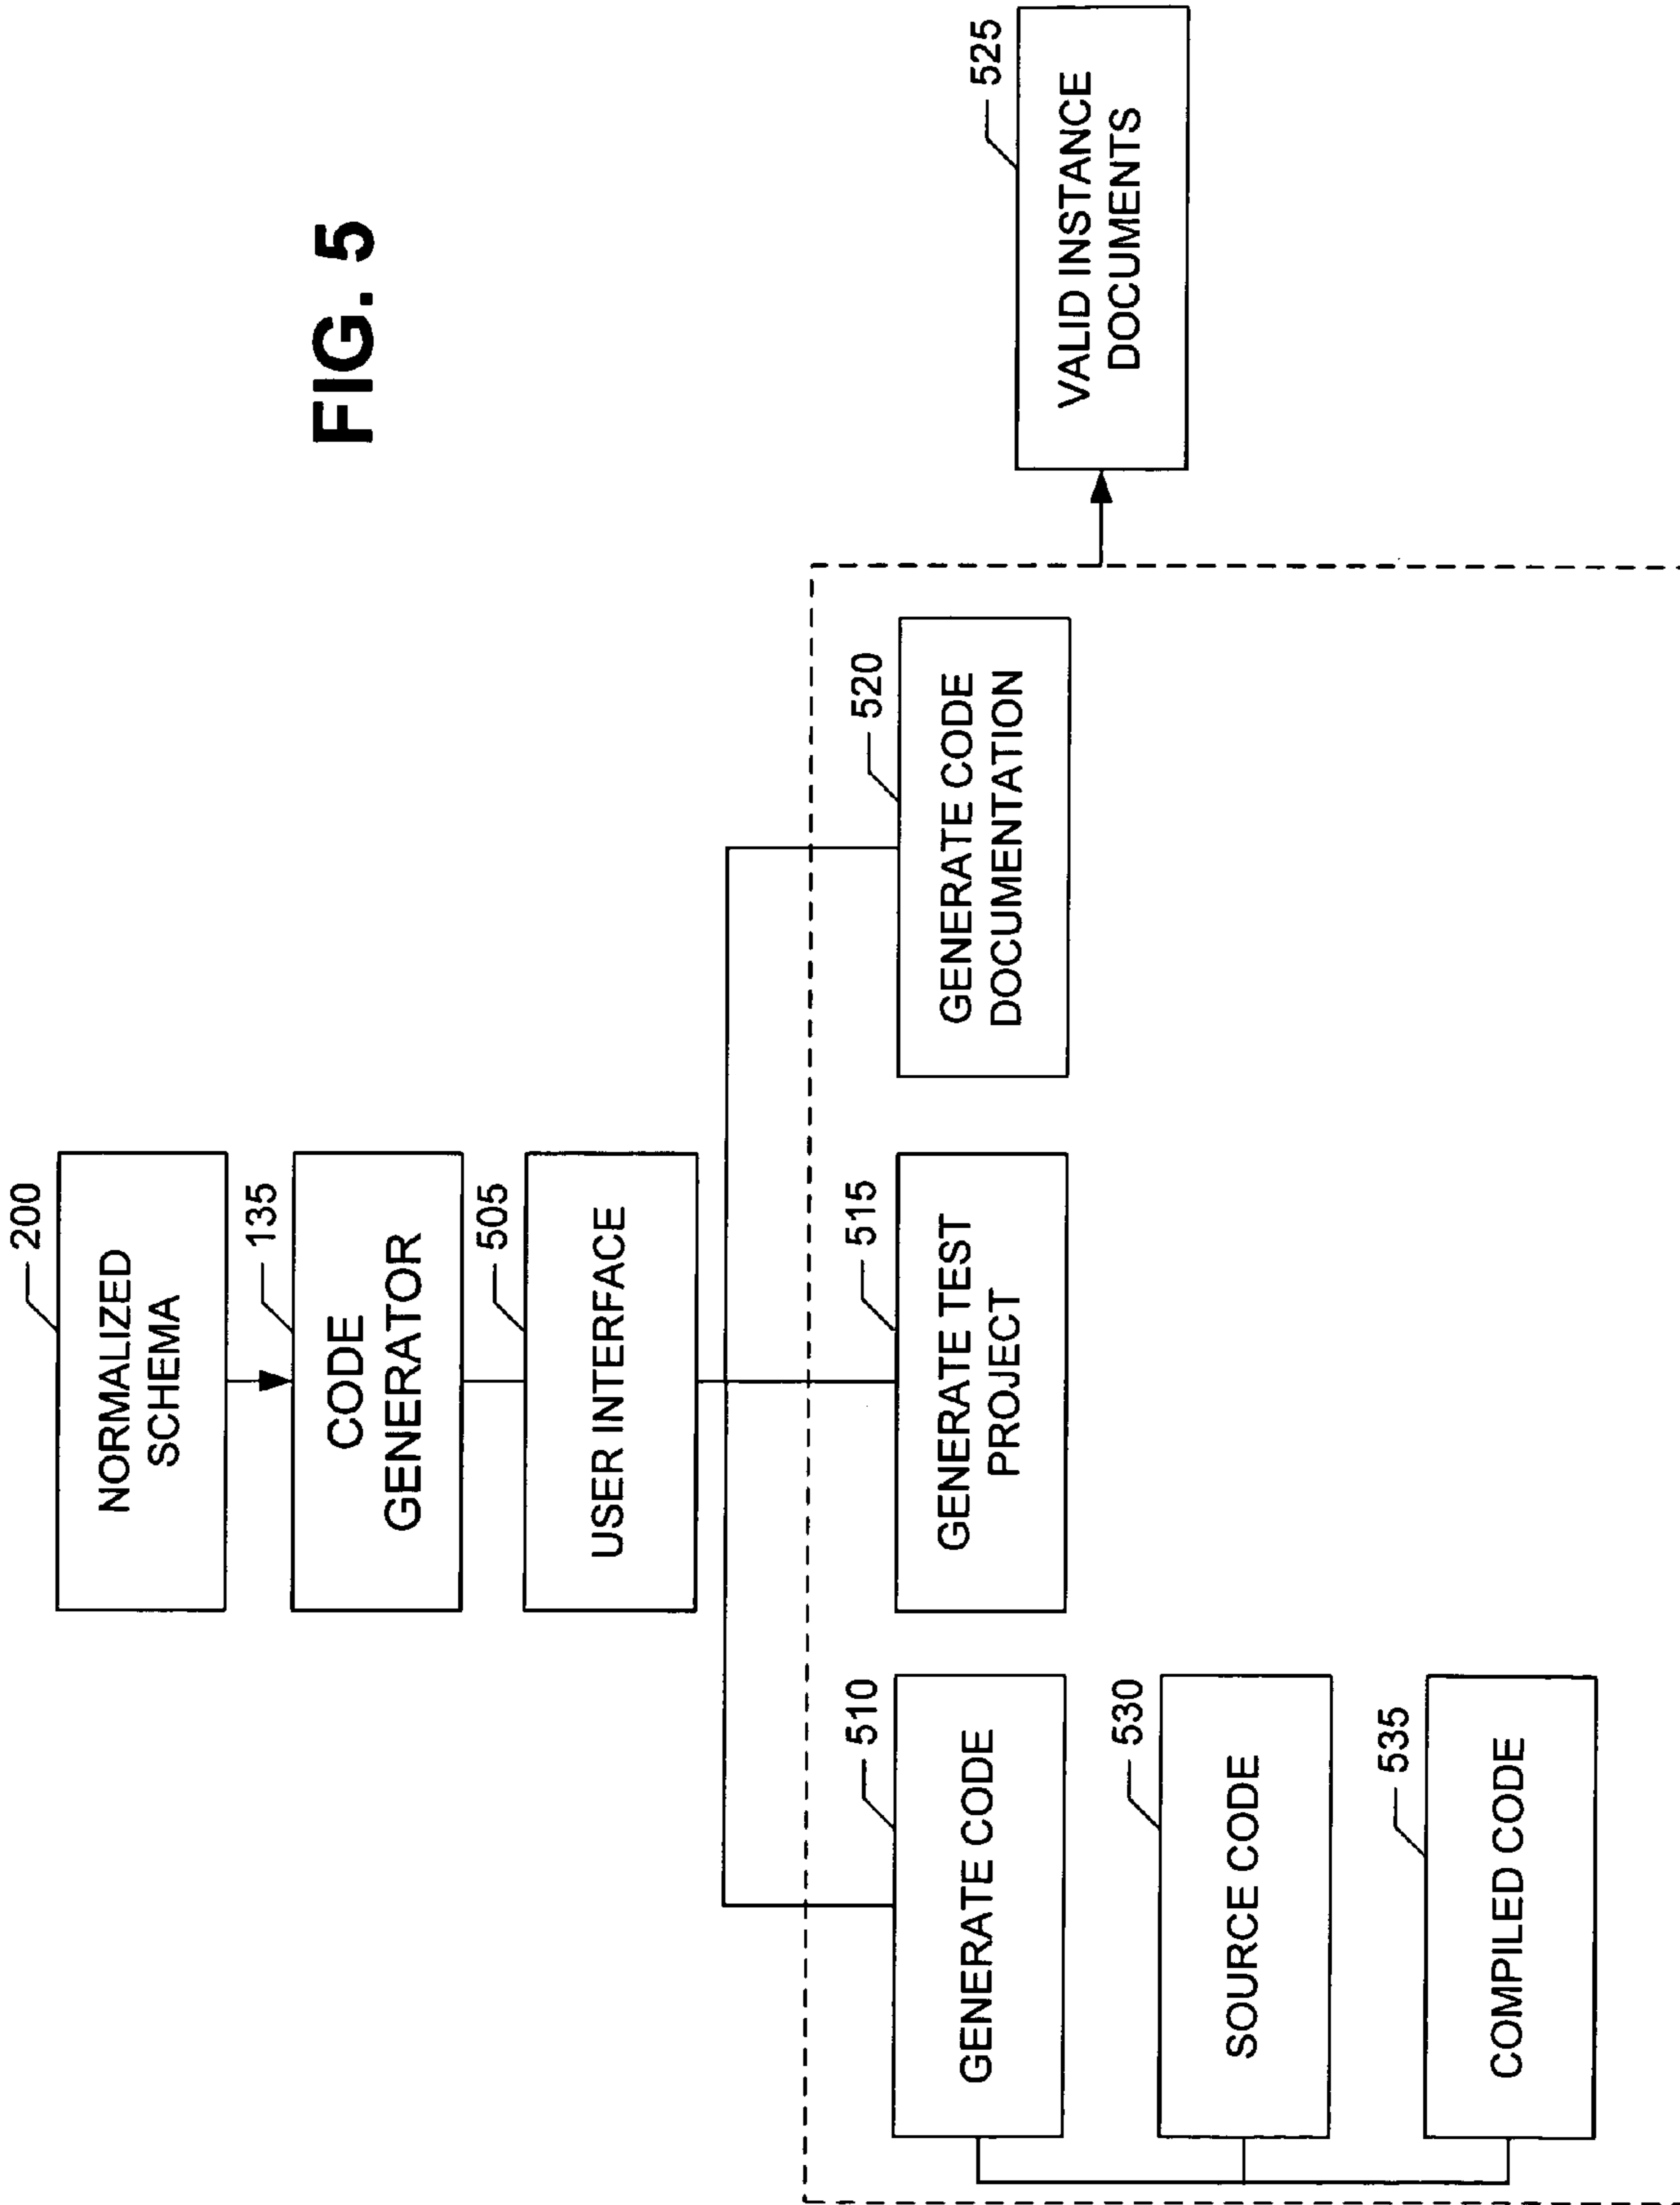 FIG. 5
200
NORMALIZED
SCHEMA
135
CODE
GENERATOR
505
USER INTERFACE
510
GENERATE CODE
515
GENERATE TEST
PROJECT
520
GENERATE CODE
DOCUMENTATION
525
VALID INSTANCE
DOCUMENTS
530
SOURCE CODE
535
COMPILED CODE